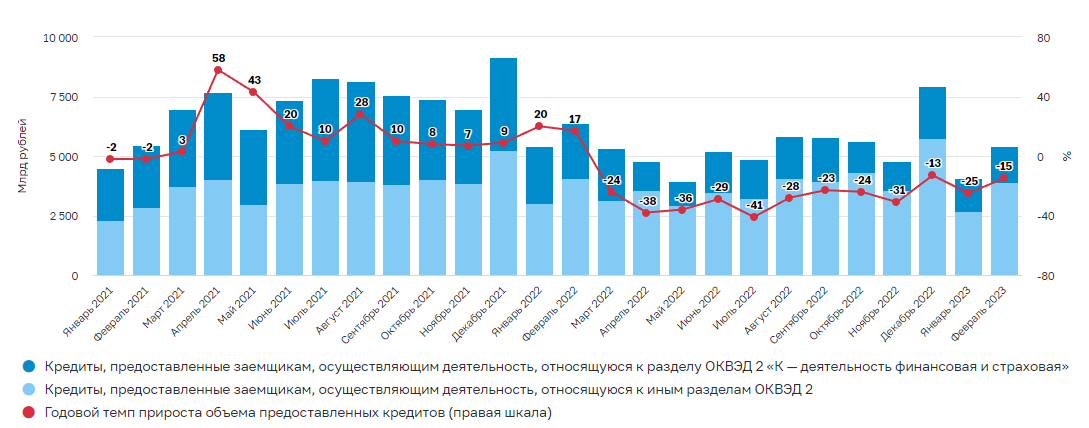 10 000
80
58
43
28
20
20
17
10
10
8
7
9
3
-2
-2
7 500
40
5 000
0
-13
-15
-24
-23
-24
-25
-28
-29
-31
-36
-38
-41
2 500
-40
0
-80
Млрд рублей
%
Январь 2021
Февраль 2021
Март 2021
Апрель 2021
Май 2021
Июнь 2021
Июль 2021
Август 2021
Сентябрь 2021
Октябрь 2021
Ноябрь 2021
Декабрь 2021
Январь 2022
Февраль 2022
Март 2022
Апрель 2022
Май 2022
Июнь 2022
Июль 2022
Август 2022
Сентябрь 2022
Октябрь 2022
Ноябрь 2022
Декабрь 2022
Январь 2023
Февраль 2023
Кредиты, предоставленные заемщикам, осуществляющим деятельность, относящуюся к разделу ОКВЭД 2 «К — деятельность финансовая и страховая»
Кредиты, предоставленные заемщикам, осуществляющим деятельность, относящуюся к иным разделам ОКВЭД 2
Годовой темп прироста объема предоставленных кредитов (правая шкала)